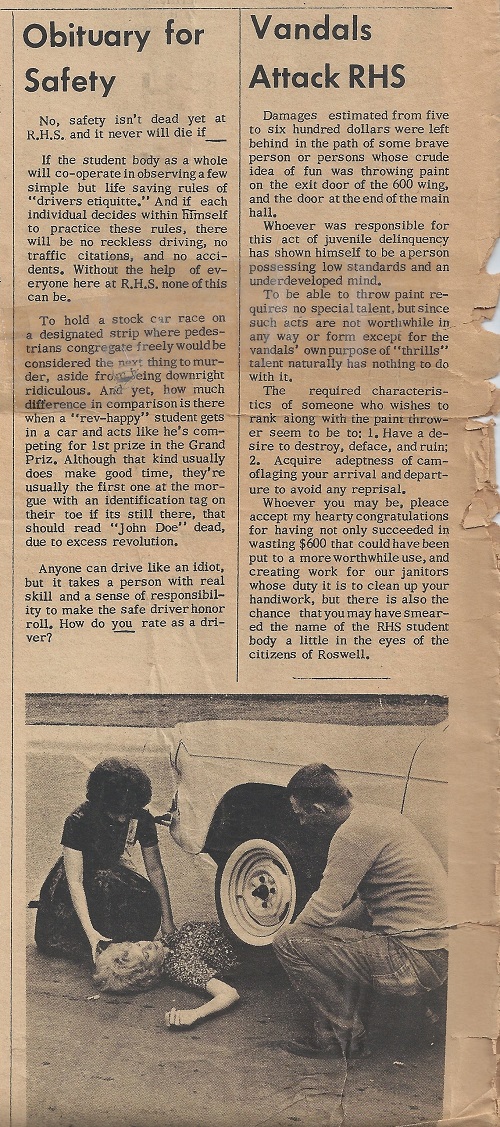 Obituary for
Safety
No, safety isn't dead yet at
R.H.S. and it never will die if__
If the student body as a whole
will co-operate in observing a few
simple but life saving rules of
"drivers etiquitte." And if each
individual decides within himself
to practice these rules, there
will be no reckless driving, no
traffic citations, and no acci-
dents. Without the help of ev-
eryone here at R.H.S. none of this
can be.
To hold a stock car race on
a designated strip where pedes-
trians congregate freely would be
considered the next thing to mur-
der, aside from being downright
ridiculous. And yet, how much
difference in comparison is there
when a "rev-happy" student gets
in a car and acts like he's com-
peting for 1st prize in the Grand
Priz. Although that kind usually
does make good time, they're
usually the first one at the mor-
gue with an identification tag on
their toe if its still there, that
should read "John Doe" dead,
due to excess revolution.
Anyone can drive like an idiot,
but it takes a person with real
skill and a sense of responsibil-
ity to make the safe driver honor
roll. How do you rate as a dri-
ver?
Vandals
Attack RHS
Damages estimated from five
to six hundred dollars were left
behind in the path of some brave
person or persons whose crude
idea of fun was throwing paint
on the exit door of the 600 wing,
and the door at the end of the main
hall.
Whoever was responsible for
this act of juvenile delinquency
has shown himself to be a person
possessing low standards and an
underdeveloped mind.
To be able to throw paint re-
quires no special talent, but since
such acts are not worthwhile in
any way or form except for the
vandals' own purpose of "thrills"
talent naturally has nothing to do
with it.
The required characteris-
tics of someone who wishes to
rank along with the paint throw-
er seem to be to: 1. Have a de-
sire to destroy, deface, and ruin;
2. Acquire adeptness of cam-
oflaging your arrival and depart-
ure to avoid any reprisal.
Whoever you may be, pleace
accept my hearty congratulations
for having not only succeeded in
wasting $600 that could have been
put to a more worthwhile use, and
creating work for our janitors
whose duty it is to clean up your
handiwork, but there is also the
chance that you may have smear-
ed the name of the RHS student
body a little in the eyes of the
citizens of Roswell.